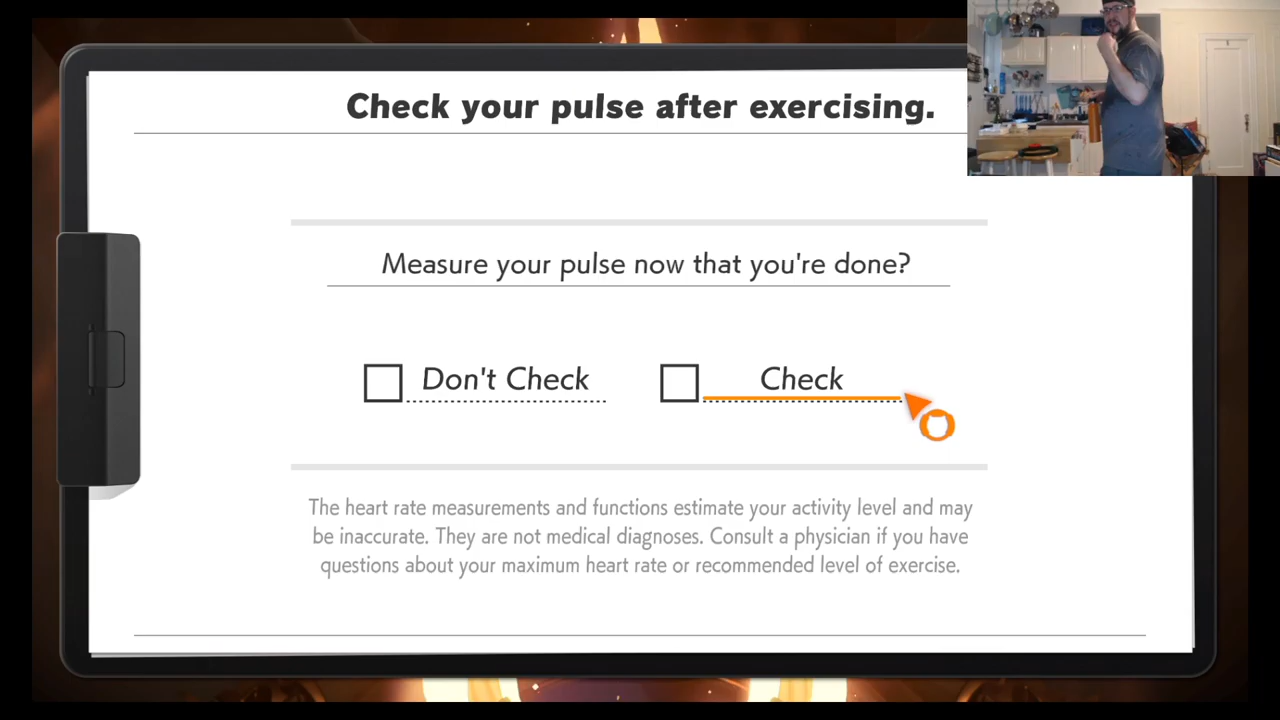 Check your pulse after exercising.
Measure your pulse now that you're done?
Don't Check
Check
The heart rate measurements and functions estimate your activity level and may
be inaccurate. They are not medical diagnoses. Consult a physician if you have
questions about your maximum heart rate or recommended level of exercise.